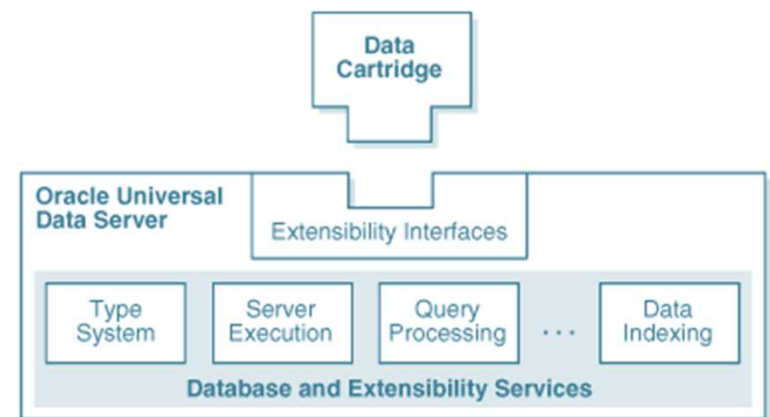 Data
Cartridge
Oracle Universal
Data Server
Extensibility Interfaces
Type
System
Server
Execution
Query
Processing
...
Data
Indexing
Database and Extensibility Services